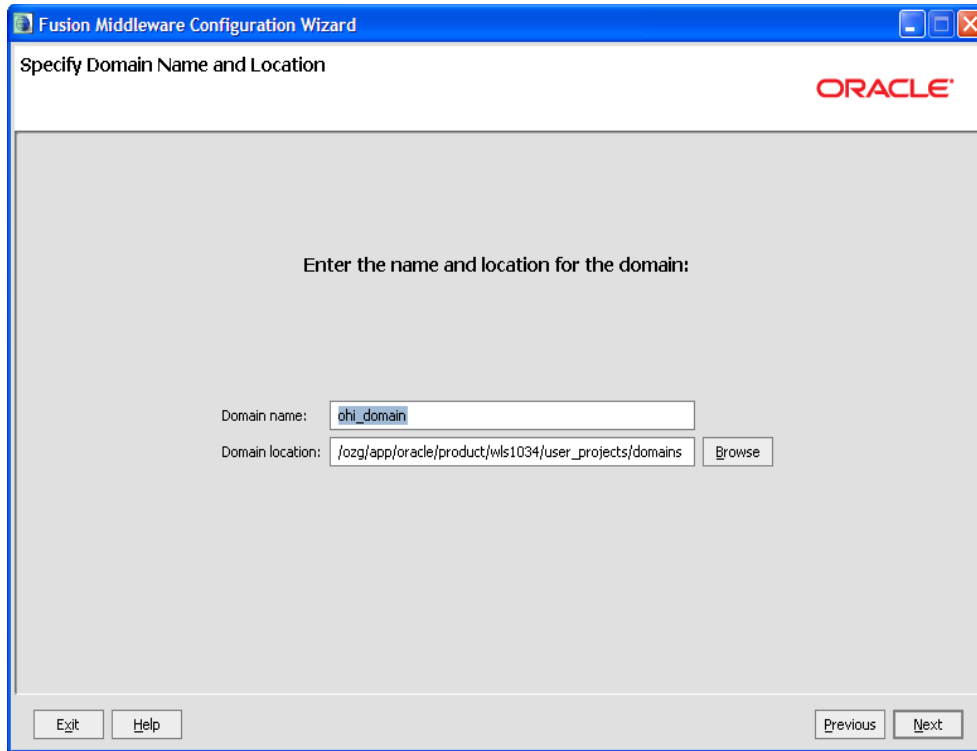 Fusion Middleware Configuration Wizard
Specify Domain Name and Location
ORACLE
Enter the name and location for the domain:
Domain name: ohi_domain
Domain location: /ozg/app/oracle/product/wls1034/user_projects/domains Browse
Exit Help Previous Next